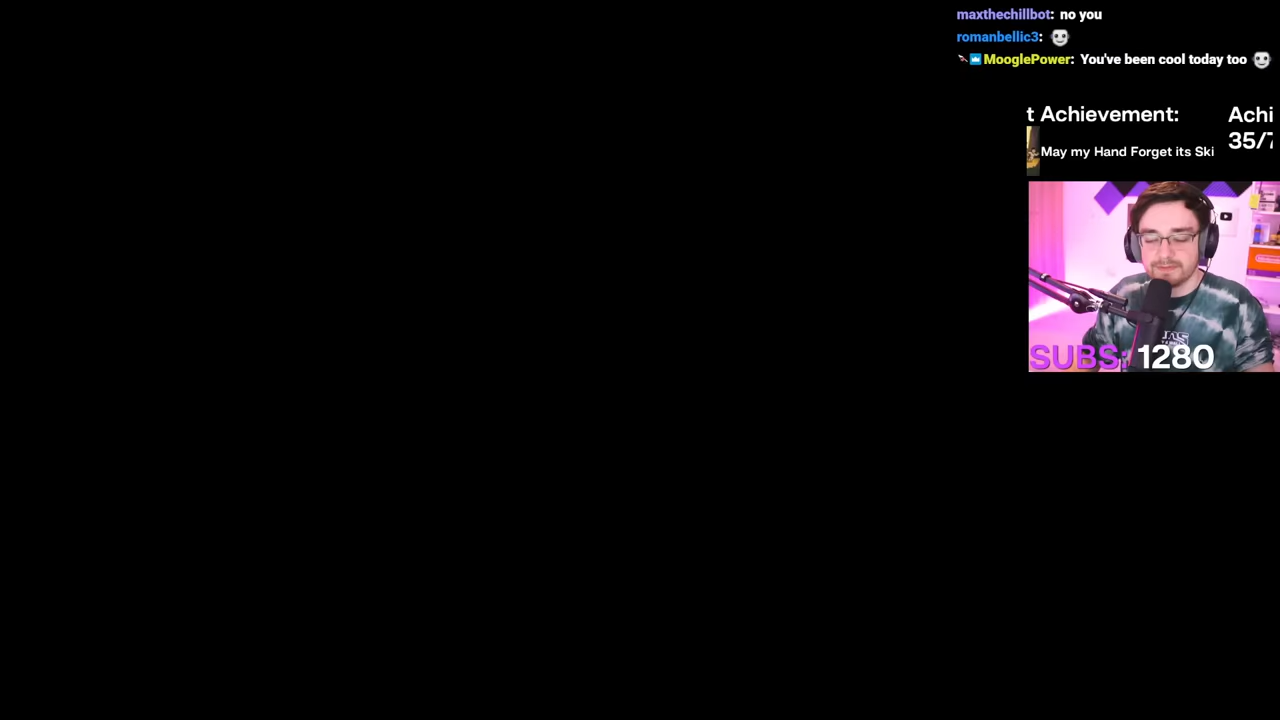 maxthechillbot: no you
romanbellic3:
MooglePower: You've been cool today too
t Achievement:
Achi
35/7
May my Hand Forget its Ski
SUBS: 1280